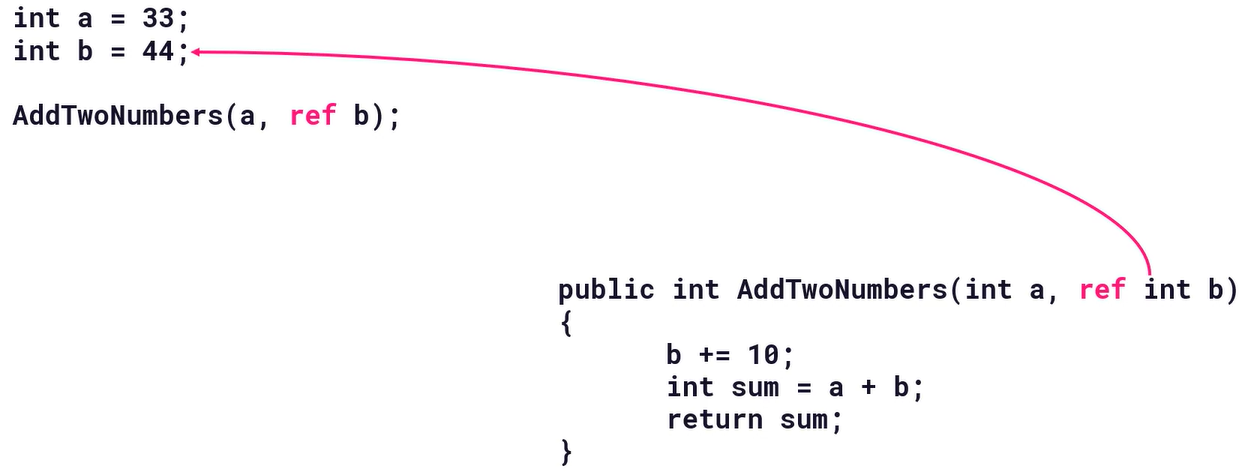 int a = 33;
int b = 44;
AddTwoNumbers(a, ref b);
public int AddTwoNumbers(int a, ref int b)
{
b += 10;
int sum = a + b;
return sum;
}